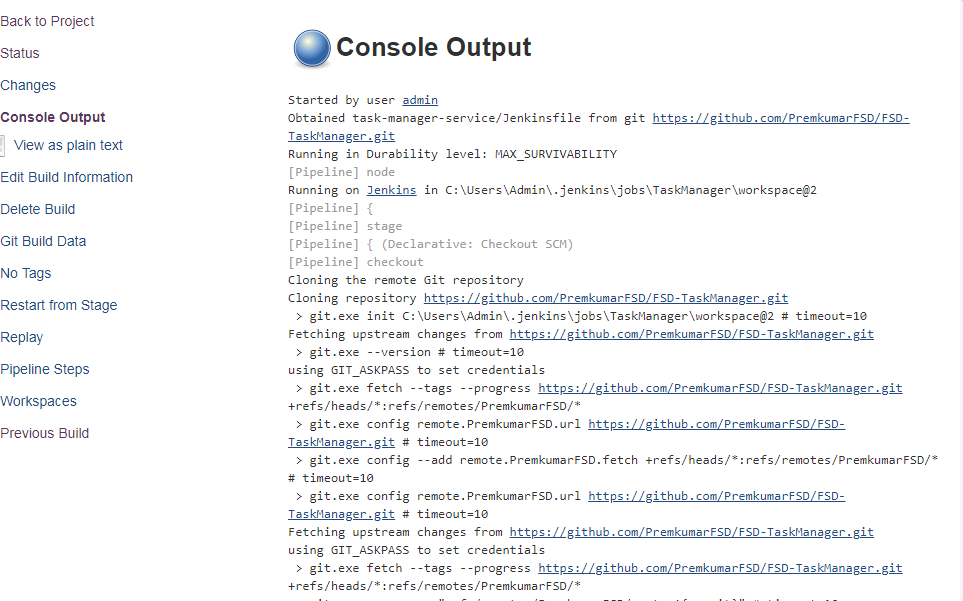 Back to Project
Status
Changes
Console Output
View as plain text
Edit Build Information
Delete Build
Git Build Data
No Tags
Restart from Stage
Replay
Pipeline Steps
Workspaces
Previous Build
Console Output
Started by user admin
Obtained task-manager-service/Jenkinsfile from git https://github.com/PremkumarFSD/FSD-
TaskManager.git
Running in Durability level: MAX_SURVIVABILITY
[Pipeline] node
Running on Jenkins in C:\Users\Admin\.jenkins\jobs\TaskManager\workspace@2
[Pipeline] {
[Pipeline] stage
[Pipeline] { (Declarative: Checkout SCM)
[Pipeline] checkout
Cloning the remote Git repository
Cloning repository https://github.com/PremkumarFSD/FSD-TaskManager.git
> git.exe init C:\Users\Admin\.jenkins\jobs\TaskManager\workspace@2 # timeout=10
Fetching upstream changes from https://github.com/PremkumarFSD/FSD-TaskManager.git
> git.exe --version # timeout=10
using GIT_ASKPASS to set credentials
> git.exe fetch --tags --progress https://github.com/PremkumarFSD/FSD-TaskManager.git
+refs/heads/*:refs/remotes/PremkumarFSD/*
> git.exe config remote.PremkumarFSD.url https://github.com/PremkumarFSD/FSD-
TaskManager.git # timeout=10
> git.exe config --add remote.PremkumarFSD.fetch +refs/heads/*:refs/remotes/PremkumarFSD/*
# timeout=10
> git.exe config remote.PremkumarFSD.url https://github.com/PremkumarFSD/FSD-
TaskManager.git # timeout=10
Fetching upstream changes from https://github.com/PremkumarFSD/FSD-TaskManager.git
using GIT_ASKPASS to set credentials
> git.exe fetch --tags --progress https://github.com/PremkumarFSD/FSD-TaskManager.git
+refs/heads/*:refs/remotes/PremkumarFSD/*